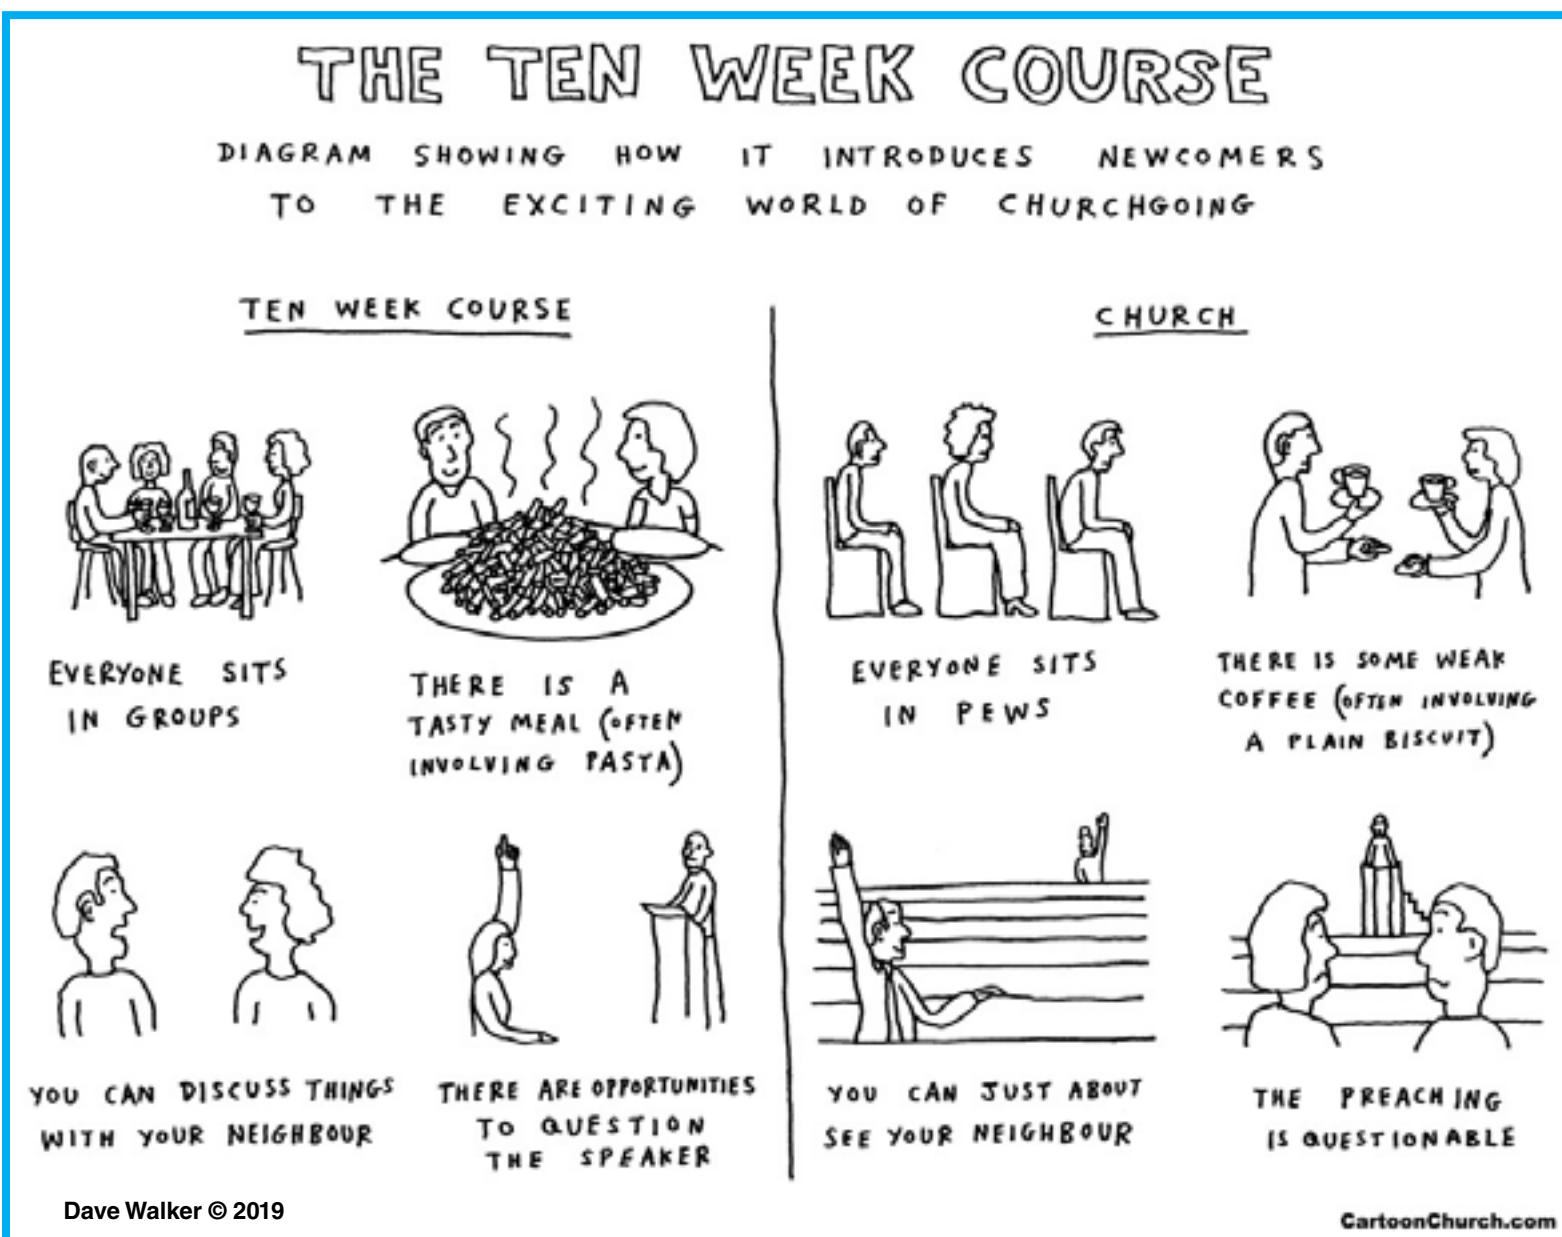 THE TEN WEEK COURSE
DIAGRAM SHOWING HOW IT INTRODUCES NEWCOMERS
TO THE EXCITING WORLD OF CHURCHGOING
TEN WEEK COURSE
EVERYONE SITS
IN GROUPS
THERE IS A
TASTY MEAL (OFTEN
INVOLVING PASTA)
YOU CAN DISCUSS THINGS
WITH YOUR NEIGHBOUR
THERE ARE OPPORTUNITIES
TO QUESTION
THE SPEAKER
CHURCH
EVERYONE SITS
IN PEWS
THERE IS SOME WEAK
COFFEE (OFTEN INVOLVING
A PLAIN BISCUIT)
YOU CAN JUST ABOUT
SEE YOUR NEIGHBOUR
THE PREACHING
IS QUESTIONABLE
Dave Walker © 2019
CartoonChurch.com